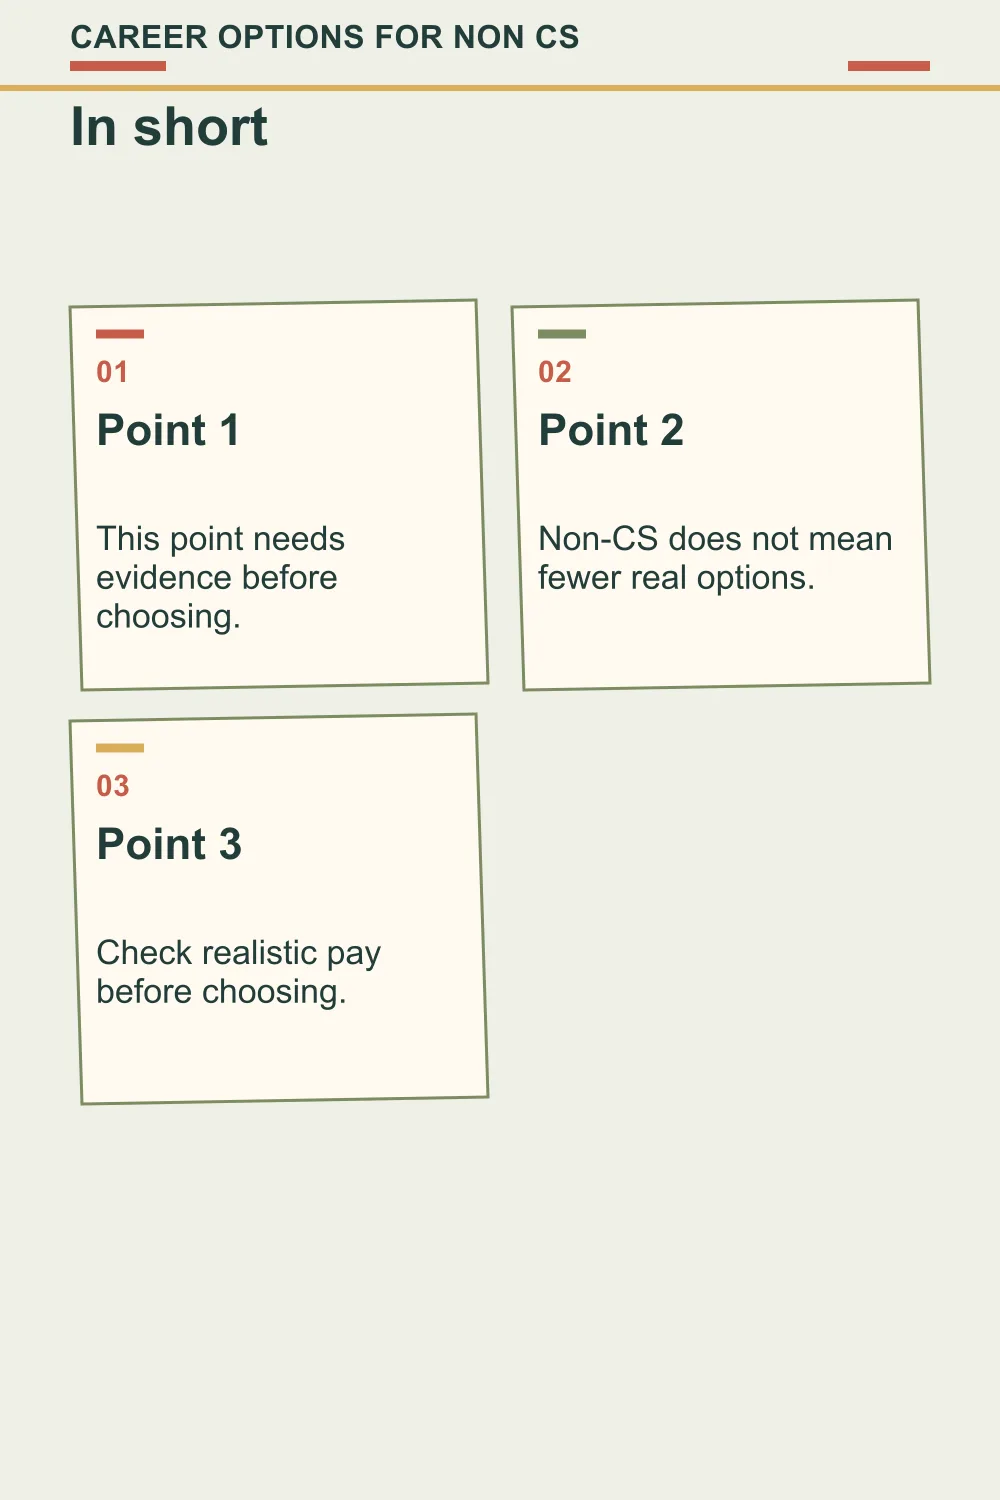 CAREER OPTIONS FOR NON CS
In short
01
Point 1
This point needs
evidence before
choosing.
02
Point 2
Non-CS does not mean
fewer real options.
03
Point 3
Check realistic pay
before choosing.